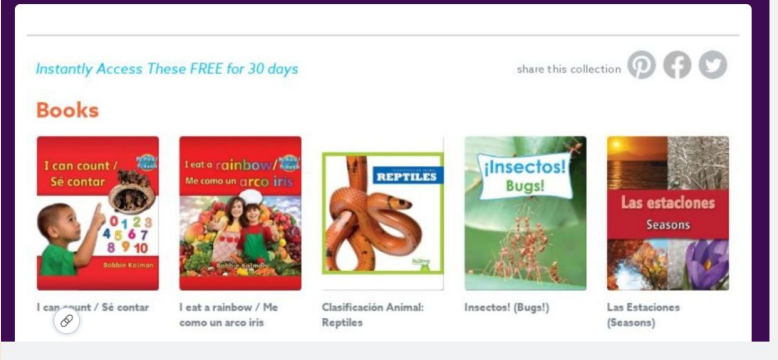 Instantly Access These FREE for 30 days
share this collection
Books
I can count /
Sé contar
0 1 2 3
4 5 6 7
8 9 10
Bobbie Kalman
I eat a rainbow /
Me como un arco iris
Bobbie Kalman
REPTILES
¡Insectos!
Bugs!
Las estaciones
Seasons
I can count / Sé contar
I eat a rainbow / Me
como un arco iris
Clasificación Animal:
Reptiles
Insectos! (Bugs!)
Las Estaciones
(Seasons)